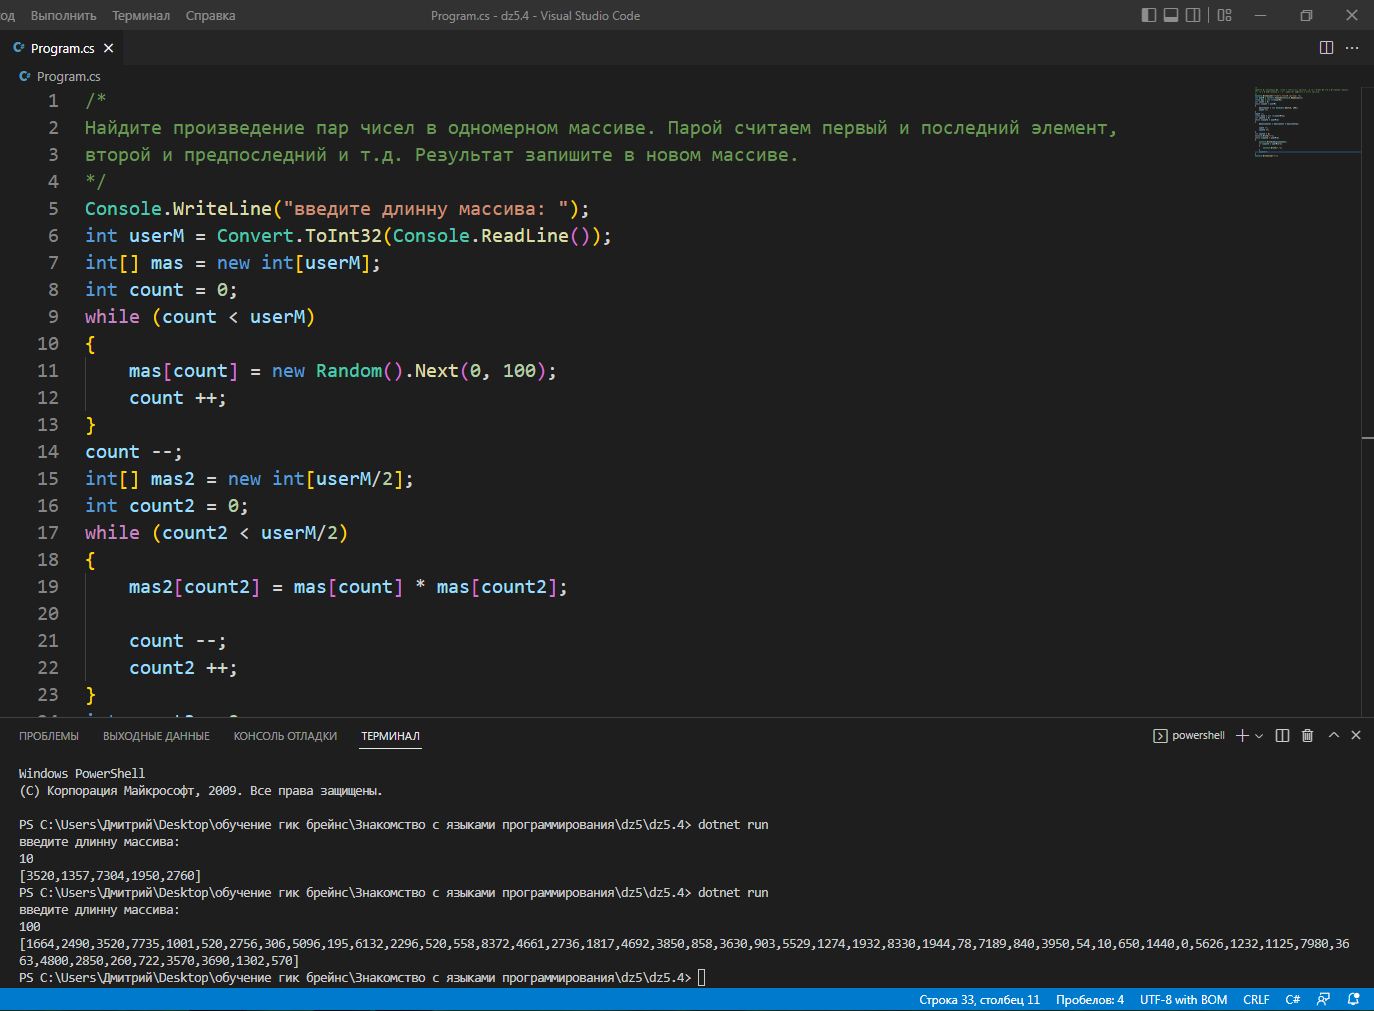 од Выполнить Терминал Справка Program.cs - dz5.4 - Visual Studio Code
C# Program.cs
C# Program.cs
1 /*
2 Найдите произведение пар чисел в одномерном массиве. Парой считаем первый и последний элемент,
3 второй и предпоследний и т.д. Результат запишите в новом массиве.
4 */
5 Console.WriteLine("введите длинну массива: ");
6 int userM = Convert.ToInt32(Console.ReadLine());
7 int[] mas = new int[userM];
8 int count = 0;
9 while (count < userM)
10 {
11 mas[count] = new Random().Next(0, 100);
12 count ++;
13 }
14 count --;
15 int[] mas2 = new int[userM/2];
16 int count2 = 0;
17 while (count2 < userM/2)
18 {
19 mas2[count2] = mas[count] * mas[count2];
20
21 count --;
22 count2 ++;
23 }
ПРОБЛЕМЫ ВЫХОДНЫЕ ДАННЫЕ КОНСОЛЬ ОТЛАДКИ ТЕРМИНАЛ powershell
Windows PowerShell
(C) Корпорация Майкрософт, 2009. Все права защищены.
PS C:\Users\Дмитрий\Desktop\обучение гик брейнс\Знакомство с языками программирования\dz5\dz5.4> dotnet run
введите длинну массива:
10
[3520,1357,7304,1950,2760]
PS C:\Users\Дмитрий\Desktop\обучение гик брейнс\Знакомство с языками программирования\dz5\dz5.4> dotnet run
введите длинну массива:
100
[1664,2490,3520,7735,1001,520,2756,306,5096,195,6132,2296,520,558,8372,4661,2736,1817,4692,3850,858,3630,903,5529,1274,1932,8330,1944,78,7189,840,3950,54,10,650,1440,0,5626,1232,1125,7980,36
63,4800,2850,260,722,3570,3690,1302,570]
PS C:\Users\Дмитрий\Desktop\обучение гик брейнс\Знакомство с языками программирования\dz5\dz5.4>
Строка 33, столбец 11 Пробелов: 4 UTF-8 with BOM CRLF C#